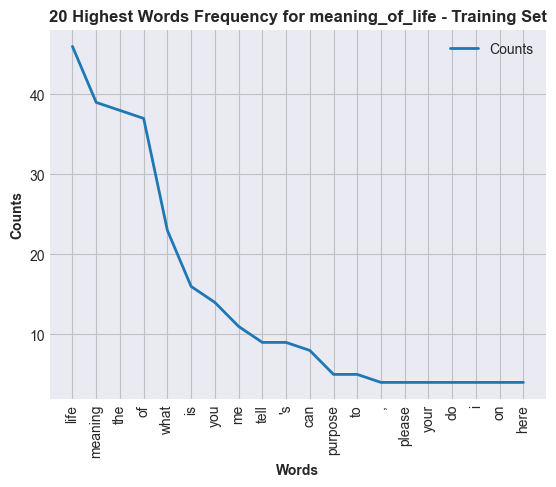 20 Highest Words Frequency for meaning_of_life - Training Set
Counts
Counts
40
30
20
10
life
meaning
the
of
what
is
you
me
tell
's
can
purpose
to
,
please
your
do
i
on
here
Words